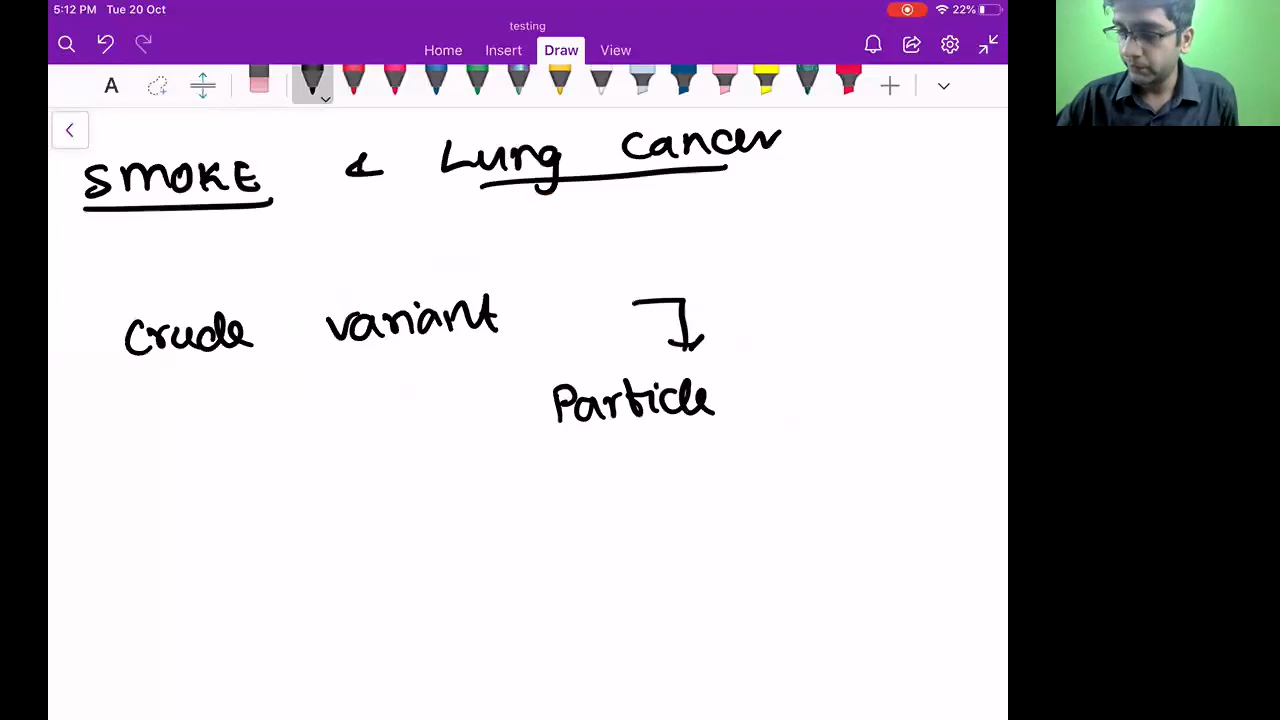 5:12 PM Tue 20 Oct 22%
testing
Home Insert Draw View
A
SMOKE & Lung Cancer
Crude variant
Particle